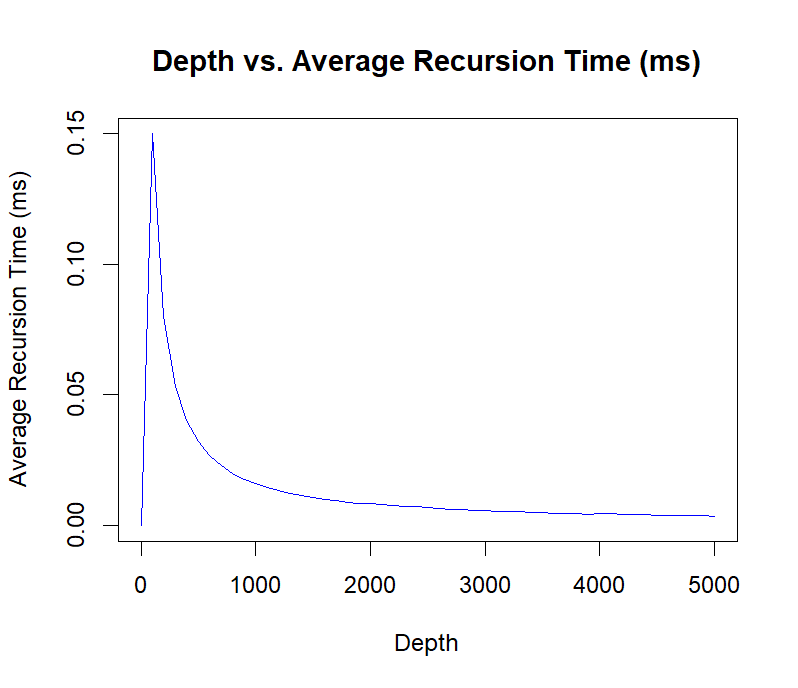 Depth vs. Average Recursion Time (ms)
Average Recursion Time (ms)
0.15
0.10
0.05
0.00
0 1000 2000 3000 4000 5000
Depth